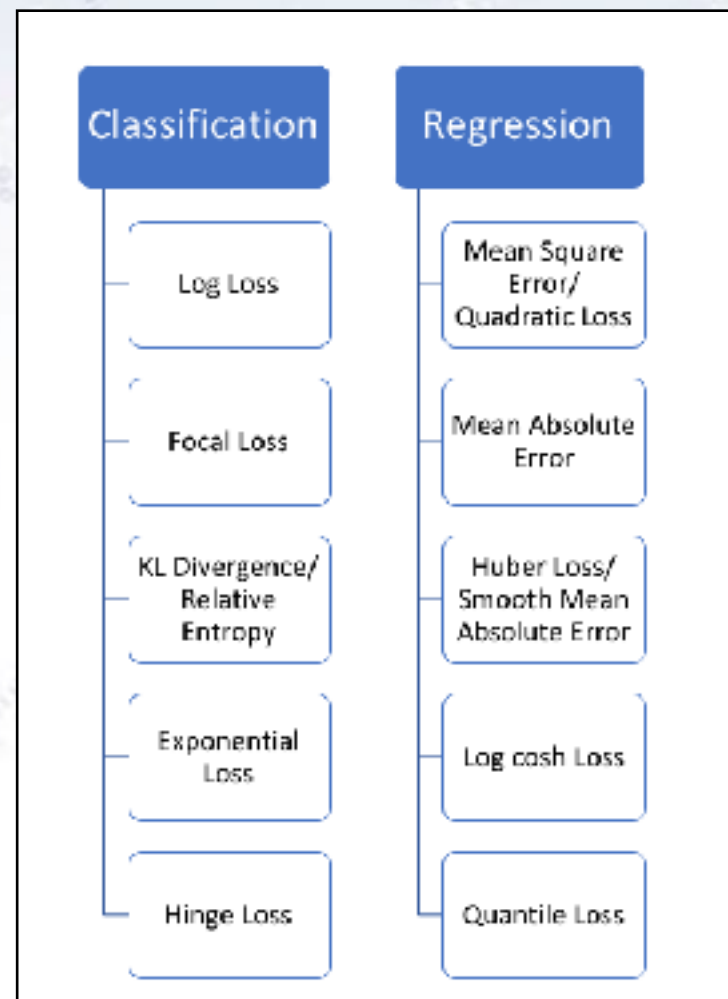 Classification
Log Loss
Focal Loss
KL Divergence/
Relative
Entropy
Exponential
Loss
Hinge Loss
Regression
Mean Square
Error/
Quadratic Loss
Mean Absolute
Error
Huber Loss/
Smooth Mean
Absolute Error
Log cosh Loss
Quantile Loss